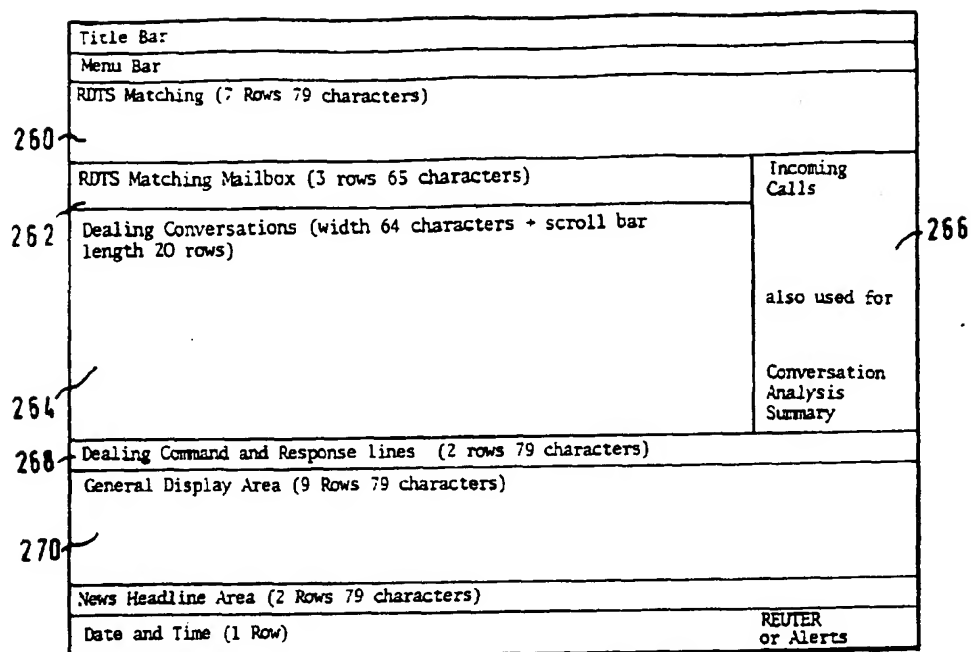 Title Bar
Menu Bar
RDTS Matching (7 Rows 79 characters)
260
RDTS Matching Mailbox (3 rows 65 characters)
Incoming
Calls
262
Dealing Conversations (width 64 characters + scroll bar
length 20 rows)
266
also used for
264
Conversation
Analysis
Summary
268
Dealing Command and Response lines (2 rows 79 characters)
General Display Area (9 Rows 79 characters)
270
News Headline Area (2 Rows 79 characters)
Date and Time (1 Row)
REUTER
or Alerts